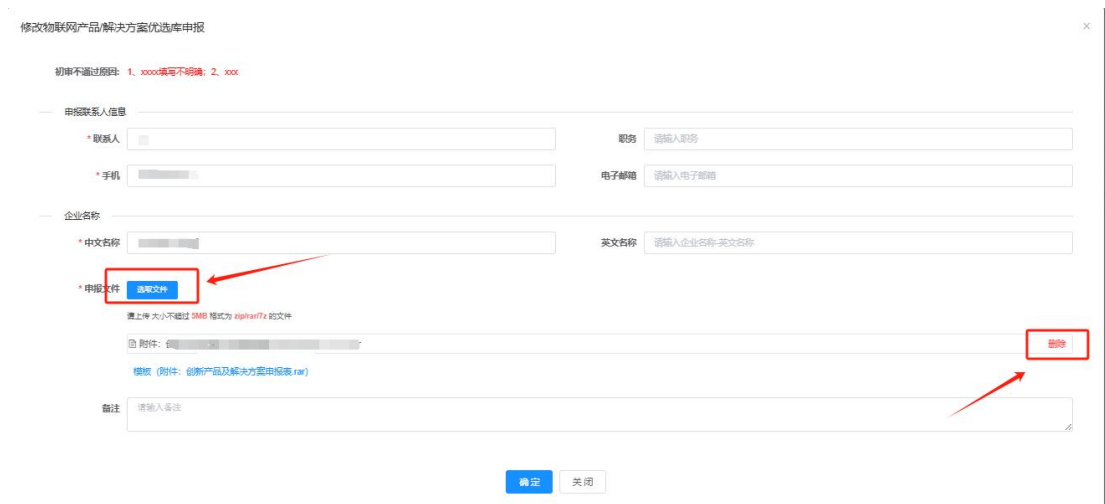 修改物联网产品/解决方案优选库申报
初审不通过原因: 1、xxxx填写不明确; 2、xxx
申报联系人信息
* 联系人
职务 请输入职务
* 手机
电子邮箱 请输入电子邮箱
企业名称
* 中文名称
英文名称 请输入企业名称-英文名称
* 申报文件 选取文件
请上传 大小不超过 5MB 格式为 zip/rar/7z 的文件
附件: 删除
模板 (附件: 创新产品及解决方案申报表.rar)
备注 请输入备注
确定 关闭